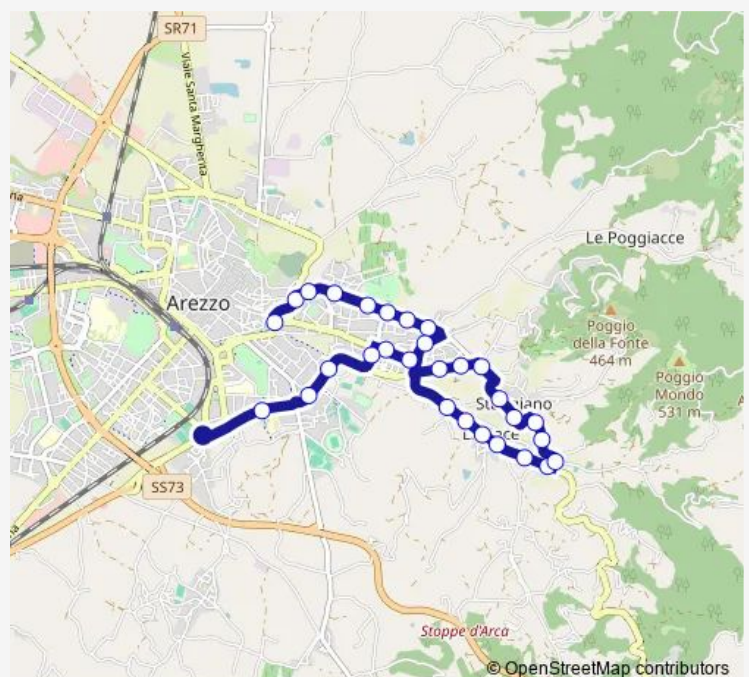 SR71
Viale Santa Margherita
na
Le Poggiacce
Arezzo
Poggio
della Fonte
464 m
Poggio
Mondo
531 m
A
SS73
Stoppe d'Arca
© OpenStreetMap contributors